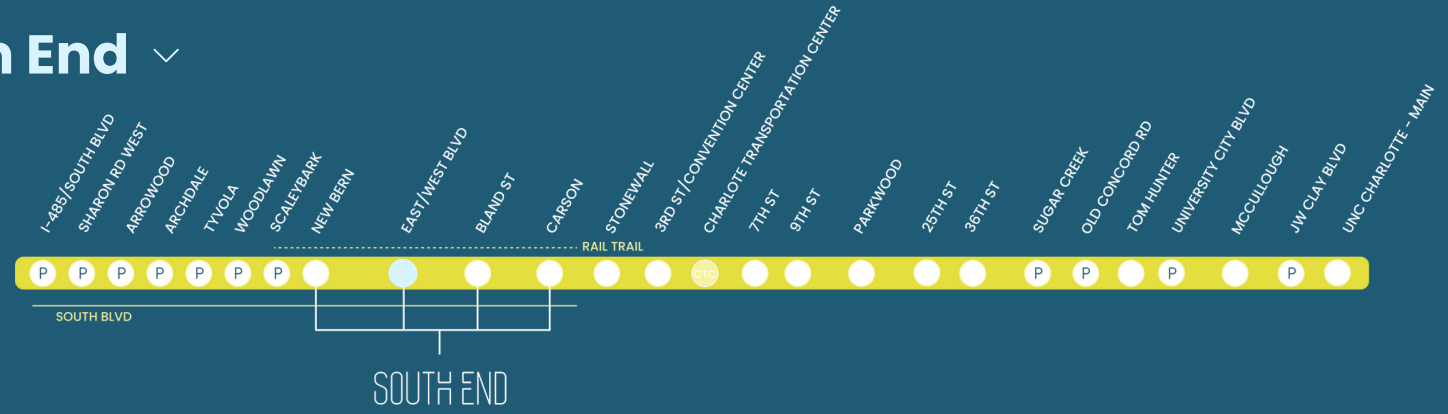 h End
I-485/SOUTH BLVD
SHARON RD WEST
ARROWOOD
ARCHDALE
TYVOLA
WOODLAWN
SCALEYBARK
NEW BERN
EAST/WEST BLVD
BLAND ST
CARSON
STONEWALL
3RD ST/CONVENTION CENTER
CHARLOTE TRANSPORTATION CENTER
7TH ST
9TH ST
PARKWOOD
25TH ST
36TH ST
SUGAR CREEK
OLD CONCORD RD
TOM HUNTER
UNIVERSITY CITY BLVD
MCCULLOUGH
JW CLAY BLVD
UNC CHARLOTTE - MAIN
RAIL TRAIL
P P P P P P P CTC P P P P
SOUTH BLVD
SOUTH END